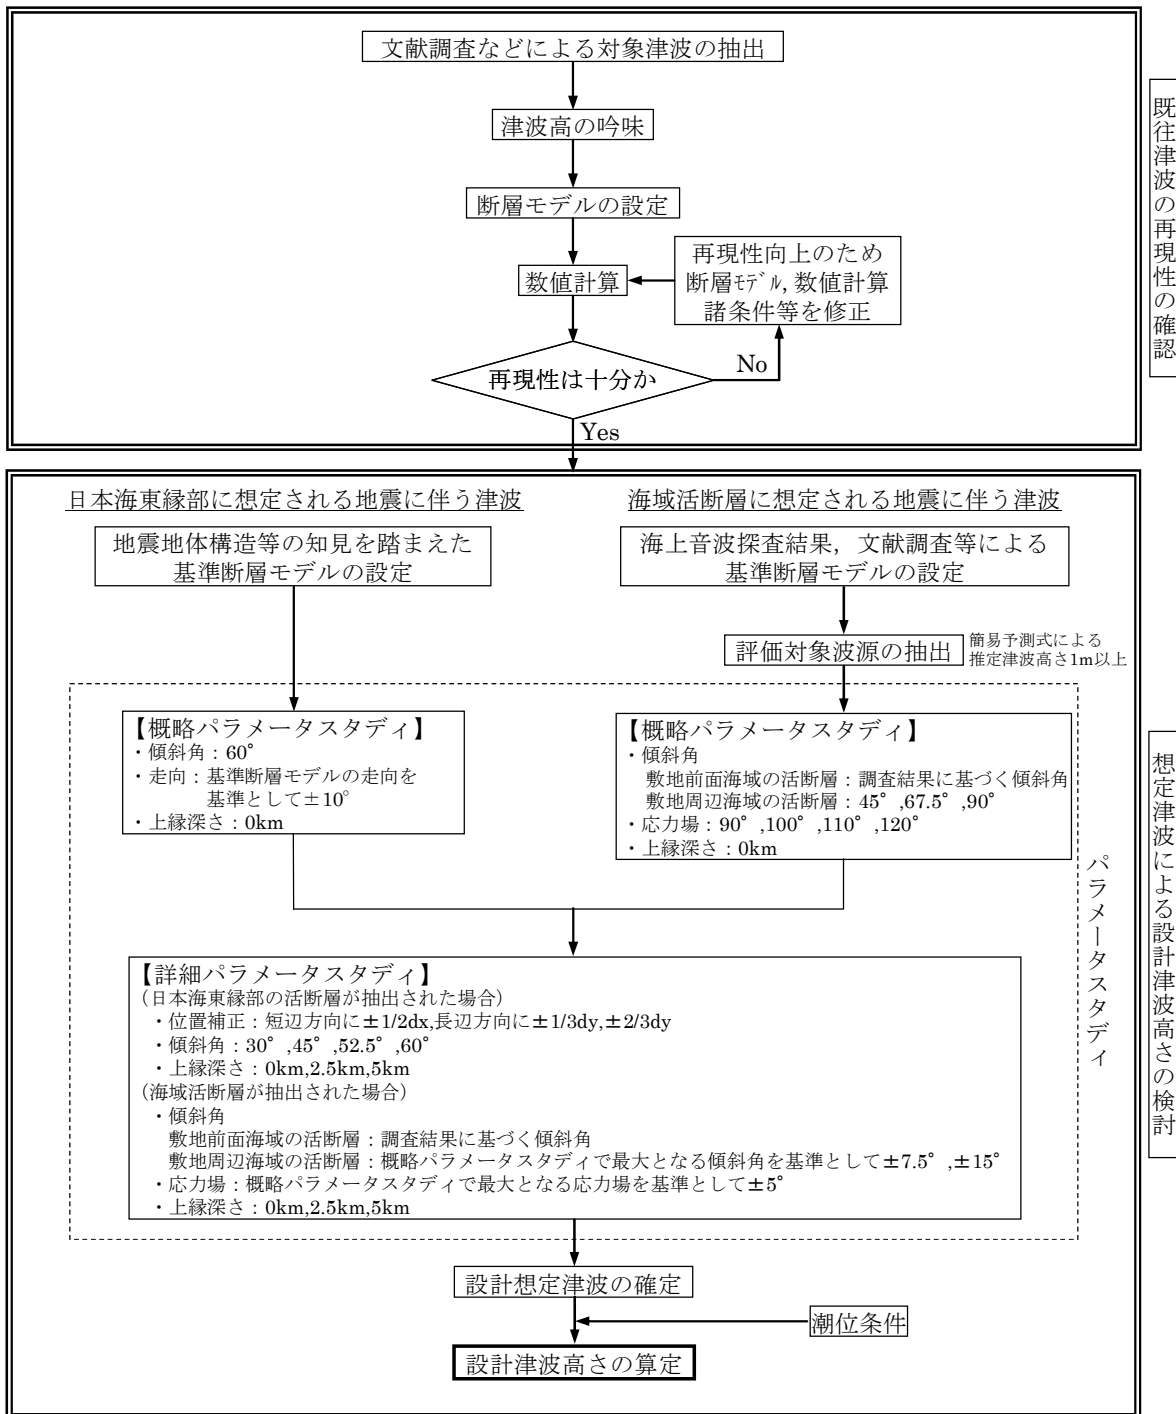 文献調査などによる対象津波の抽出
津波高の吟味
断層モデルの設定
数値計算
再現性向上のため
断層ﾓﾃﾞﾙ,数値計算
諸条件等を修正
再現性は十分か
No
Yes
既往津波の再現性の確認
日本海東縁部に想定される地震に伴う津波
地震地体構造等の知見を踏まえた
基準断層モデルの設定
海域活断層に想定される地震に伴う津波
海上音波探査結果，文献調査等による
基準断層モデルの設定
評価対象波源の抽出
簡易予測式による
推定津波高さ1m以上
【概略パラメータスタディ】
・傾斜角：60°
・走向：基準断層モデルの走向を
基準として±10°
・上縁深さ：0km
【概略パラメータスタディ】
・傾斜角
敷地前面海域の活断層：調査結果に基づく傾斜角
敷地周辺海域の活断層：45°,67.5°,90°
・応力場：90°,100°,110°,120°
・上縁深さ：0km
【詳細パラメータスタディ】
（日本海東縁部の活断層が抽出された場合）
・位置補正：短辺方向に±1/2dx,長辺方向に±1/3dy,±2/3dy
・傾斜角：30°,45°,52.5°,60°
・上縁深さ：0km,2.5km,5km
（海域活断層が抽出された場合）
・傾斜角
敷地前面海域の活断層：調査結果に基づく傾斜角
敷地周辺海域の活断層：概略パラメータスタディで最大となる傾斜角を基準として±7.5°,±15°
・応力場：概略パラメータスタディで最大となる応力場を基準として±5°
・上縁深さ：0km,2.5km,5km
パラメータスタディ
設計想定津波の確定
潮位条件
設計津波高さの算定
想定津波による設計津波高さの検討